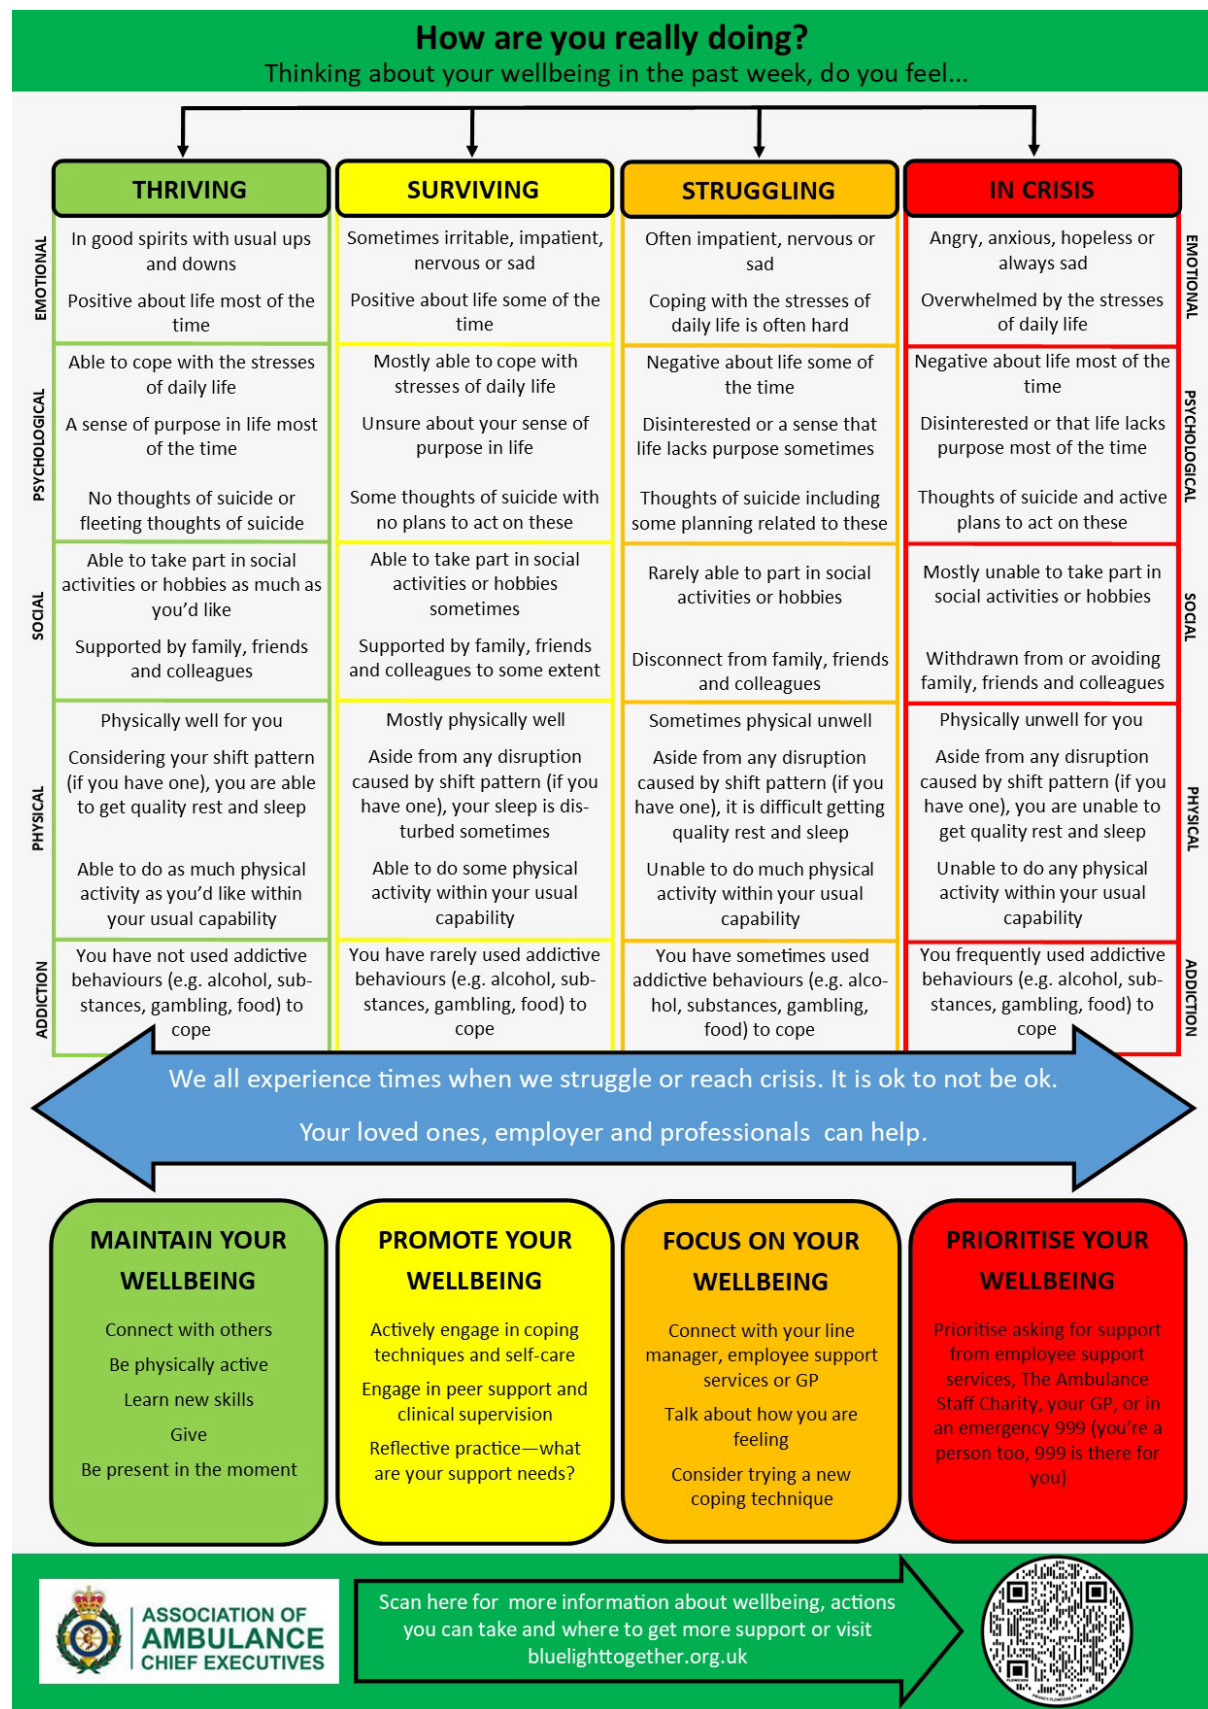 How are you really doing?
Thinking about your wellbeing in the past week, do you feel...
THRIVING
EMOTIONAL
In good spirits with usual ups
and downs
Positive about life most of the
time
PSYCHOLOGICAL
Able to cope with the stresses
of daily life
A sense of purpose in life most
of the time
No thoughts of suicide or
fleeting thoughts of suicide
SOCIAL
Able to take part in social
activities or hobbies as much as
you'd like
Supported by family, friends
and colleagues
PHYSICAL
Physically well for you
Considering your shift pattern
(if you have one), you are able
to get quality rest and sleep
Able to do as much physical
activity as you'd like within
your usual capability
ADDICTION
You have not used addictive
behaviours (e.g. alcohol, sub-
stances, gambling, food) to
cope
SURVIVING
Sometimes irritable, impatient,
nervous or sad
Positive about life some of the
time
Mostly able to cope with
stresses of daily life
Unsure about your sense of
purpose in life
Some thoughts of suicide with
no plans to act on these
Able to take part in social
activities or hobbies
sometimes
Supported by family, friends
and colleagues to some extent
Mostly physically well
Aside from any disruption
caused by shift pattern (if you
have one), your sleep is dis-
turbed sometimes
Able to do some physical
activity within your usual
capability
You have rarely used addictive
behaviours (e.g. alcohol, sub-
stances, gambling, food) to
cope
STRUGGLING
Often impatient, nervous or
sad
Coping with the stresses of
daily life is often hard
Negative about life some of
the time
Disinterested or a sense that
life lacks purpose sometimes
Thoughts of suicide including
some planning related to these
Rarely able to part in social
activities or hobbies
Disconnect from family, friends
and colleagues
Sometimes physical unwell
Aside from any disruption
caused by shift pattern (if you
have one), it is difficult getting
quality rest and sleep
Unable to do much physical
activity within your usual
capability
You have sometimes used
addictive behaviours (e.g. alco-
hol, substances, gambling,
food) to cope
IN CRISIS
Angry, anxious, hopeless or
always sad
Overwhelmed by the stresses
of daily life
Negative about life most of the
time
Disinterested or that life lacks
purpose most of the time
Thoughts of suicide and active
plans to act on these
Mostly unable to take part in
social activities or hobbies
Withdrawn from or avoiding
family, friends and colleagues
Physically unwell for you
Aside from any disruption
caused by shift pattern (if you
have one), you are unable to
get quality rest and sleep
Unable to do any physical
activity within your usual
capability
You frequently used addictive
behaviours (e.g. alcohol, sub-
stances, gambling, food) to
cope
EMOTIONAL
PSYCHOLOGICAL
SOCIAL
PHYSICAL
ADDICTION
We all experience times when we struggle or reach crisis. It is ok to not be ok.
Your loved ones, employer and professionals can help.
MAINTAIN YOUR
WELLBEING
Connect with others
Be physically active
Learn new skills
Give
Be present in the moment
PROMOTE YOUR
WELLBEING
Actively engage in coping
techniques and self-care
Engage in peer support and
clinical supervision
Reflective practice—what
are your support needs?
FOCUS ON YOUR
WELLBEING
Connect with your line
manager, employee support
services or GP
Talk about how you are
feeling
Consider trying a new
coping technique
PRIORITISE YOUR
WELLBEING
Prioritise asking for support
from employee support
services, The Ambulance
Staff Charity, your GP, or in
an emergency 999 (you're a
person too, 999 is there for
you)
ASSOCIATION OF
AMBULANCE
CHIEF EXECUTIVES
Scan here for more information about wellbeing, actions
you can take and where to get more support or visit
bluelighttogether.org.uk
FLOWCODE
PRIVACY.FLOWCODE.COM